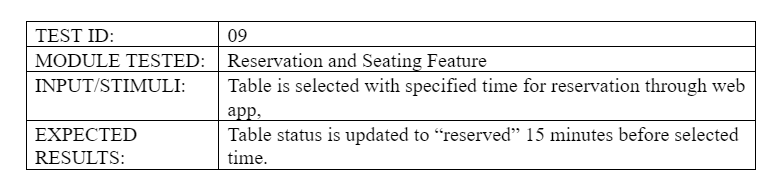 TEST ID: 09
MODULE TESTED: Reservation and Seating Feature
INPUT/STIMULI: Table is selected with specified time for reservation through web
app,
EXPECTED Table status is updated to “reserved” 15 minutes before selected
RESULTS: time.